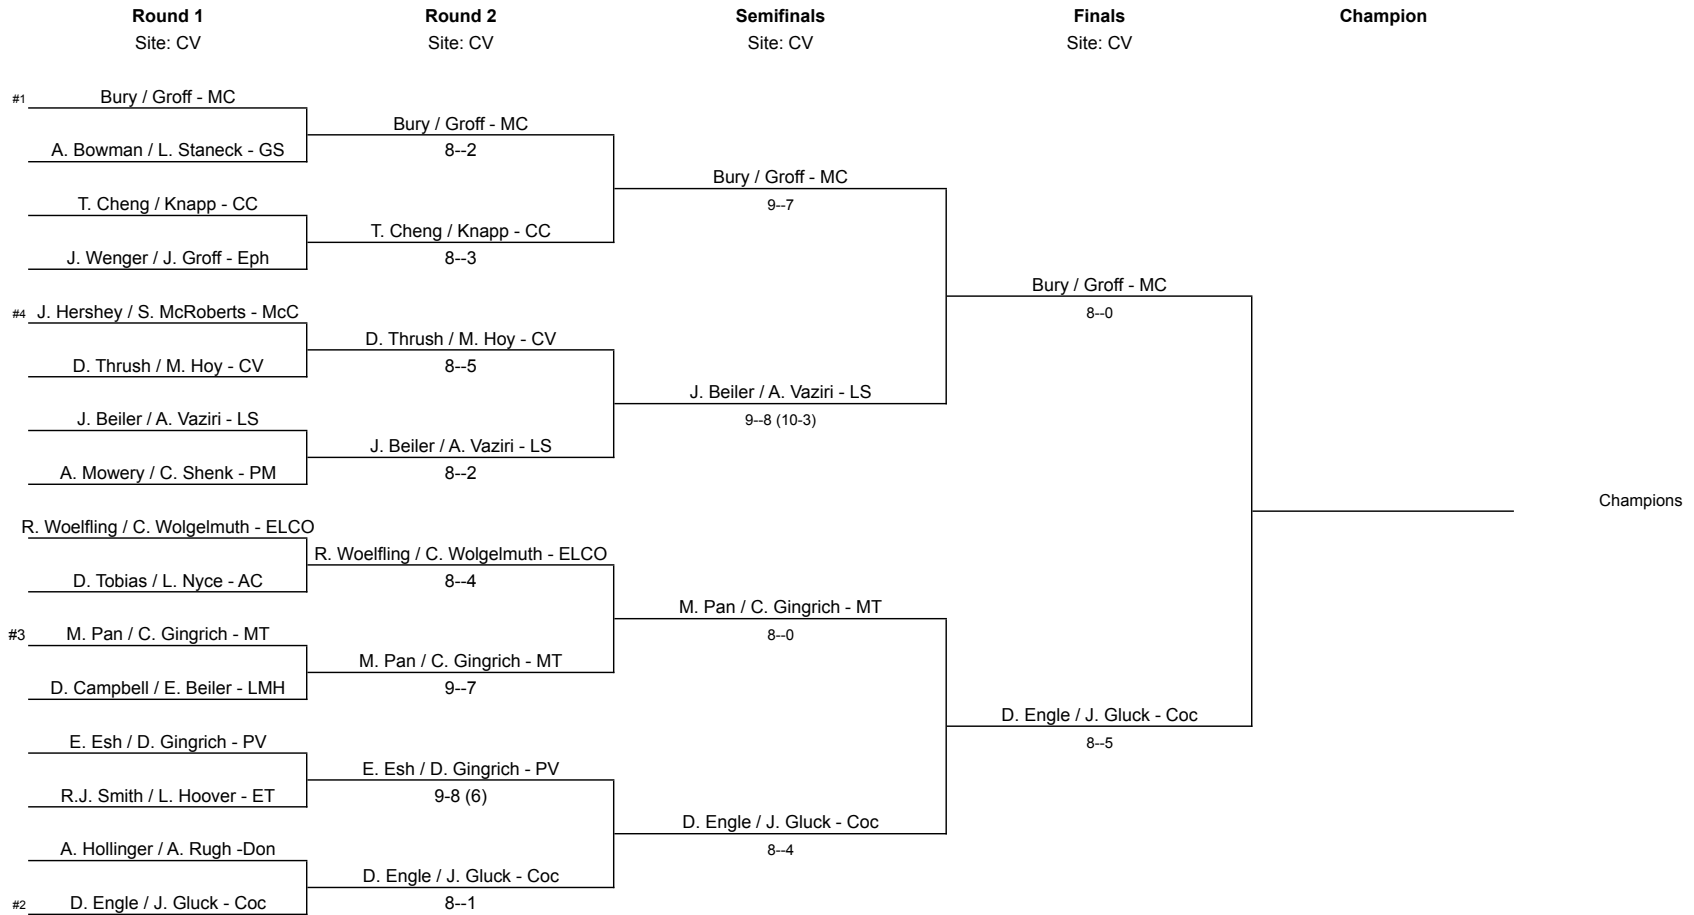 Round 1
Site: CV
Round 2
Site: CV
Semifinals
Site: CV
Finals
Site: CV
Champion
#1 Bury / Groff - MC
A. Bowman / L. Staneck - GS
T. Cheng / Knapp - CC
J. Wenger / J. Groff - Eph
#4 J. Hershey / S. McRoberts - McC
D. Thrush / M. Hoy - CV
J. Beiler / A. Vaziri - LS
A. Mowery / C. Shenk - PM
R. Woelfling / C. Wolgelmuth - ELCO
D. Tobias / L. Nyce - AC
#3 M. Pan / C. Gingrich - MT
D. Campbell / E. Beiler - LMH
E. Esh / D. Gingrich - PV
R.J. Smith / L. Hoover - ET
A. Hollinger / A. Rugh -Don
#2 D. Engle / J. Gluck - Coc
Bury / Groff - MC
8--2
T. Cheng / Knapp - CC
8--3
D. Thrush / M. Hoy - CV
8--5
J. Beiler / A. Vaziri - LS
8--2
R. Woelfling / C. Wolgelmuth - ELCO
8--4
M. Pan / C. Gingrich - MT
9--7
E. Esh / D. Gingrich - PV
9-8 (6)
D. Engle / J. Gluck - Coc
8--1
Bury / Groff - MC
9--7
J. Beiler / A. Vaziri - LS
9--8 (10-3)
M. Pan / C. Gingrich - MT
8--0
D. Engle / J. Gluck - Coc
8--4
Bury / Groff - MC
8--0
D. Engle / J. Gluck - Coc
8--5
Champions